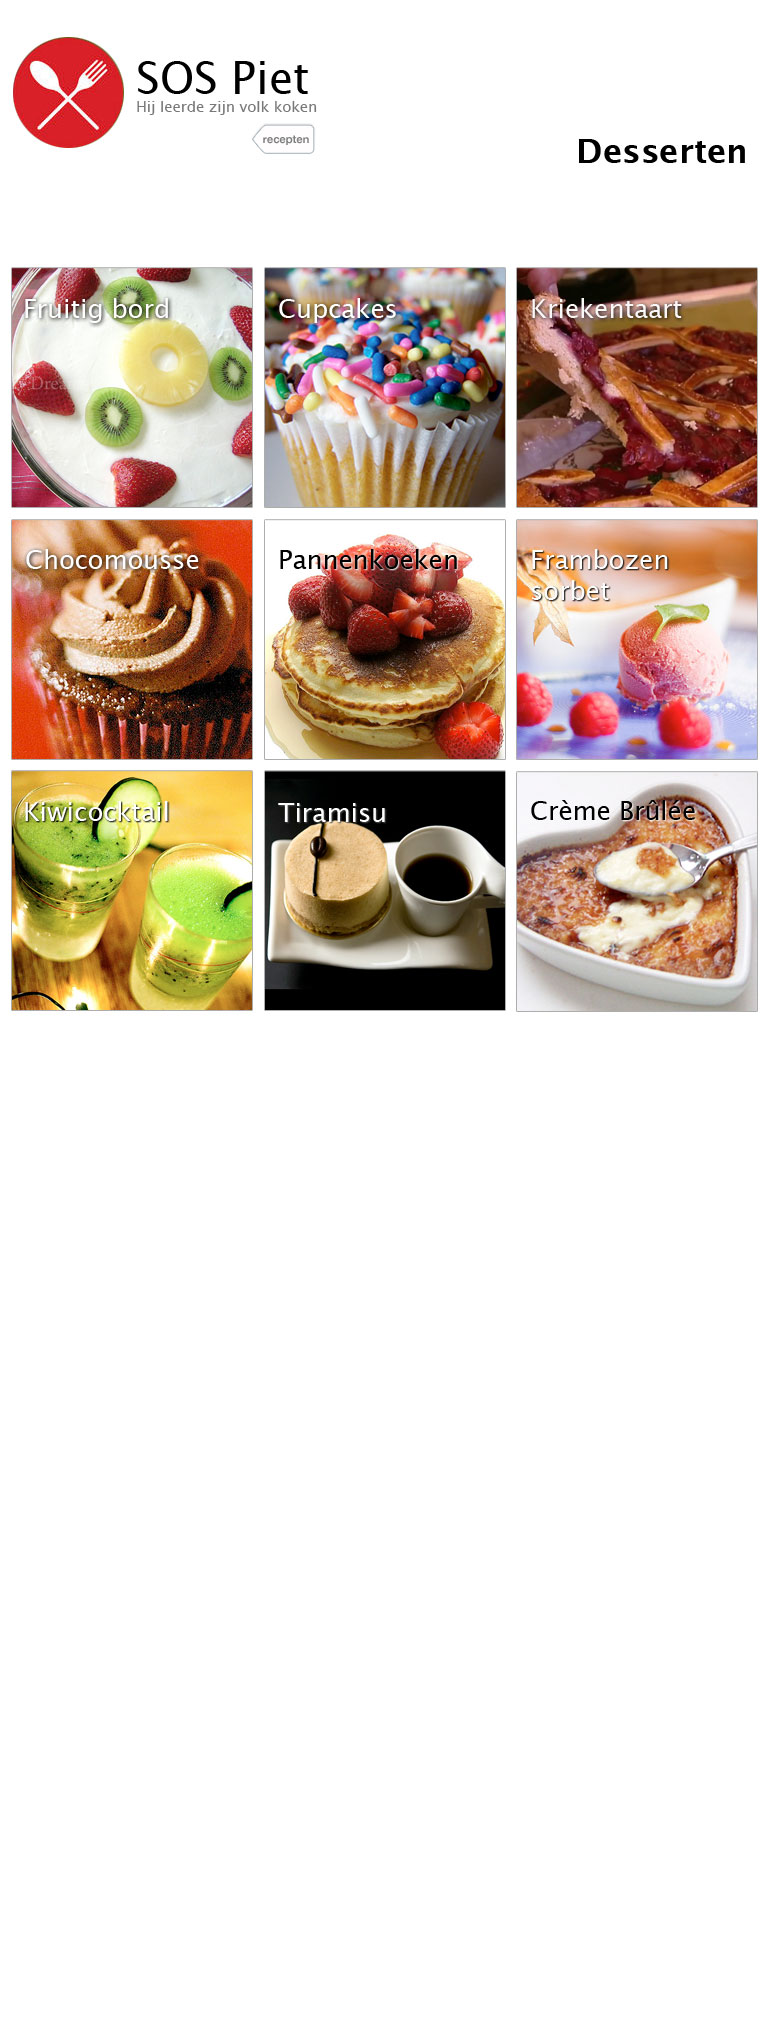 SOS Piet
Hij leerde zijn volk koken
recepten
Desserten
Fruitig bord
Cupcakes
Kriekentaart
Chocomousse
Pannenkoeken
Frambozen
sorbet
Kiwicocktail
Tiramisu
Crème Brûlée